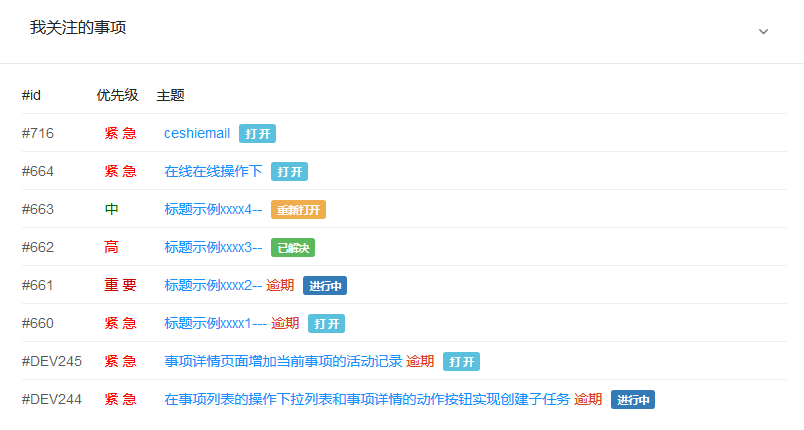 我关注的事项
#id 优先级 主题
#716 紧 急 ceshiemail 打 开
#664 紧 急 在线在线操作下 打 开
#663 中 标题示例xxxx4-- 重新打开
#662 高 标题示例xxxx3-- 已解决
#661 重 要 标题示例xxxx2-- 逾期 进行中
#660 紧 急 标题示例xxxx1--- 逾期 打 开
#DEV245 紧 急 事项详情页面增加当前事项的活动记录 逾期 打 开
#DEV244 紧 急 在事项列表的操作下拉列表和事项详情的动作按钮实现创建子任务 逾期 进行中